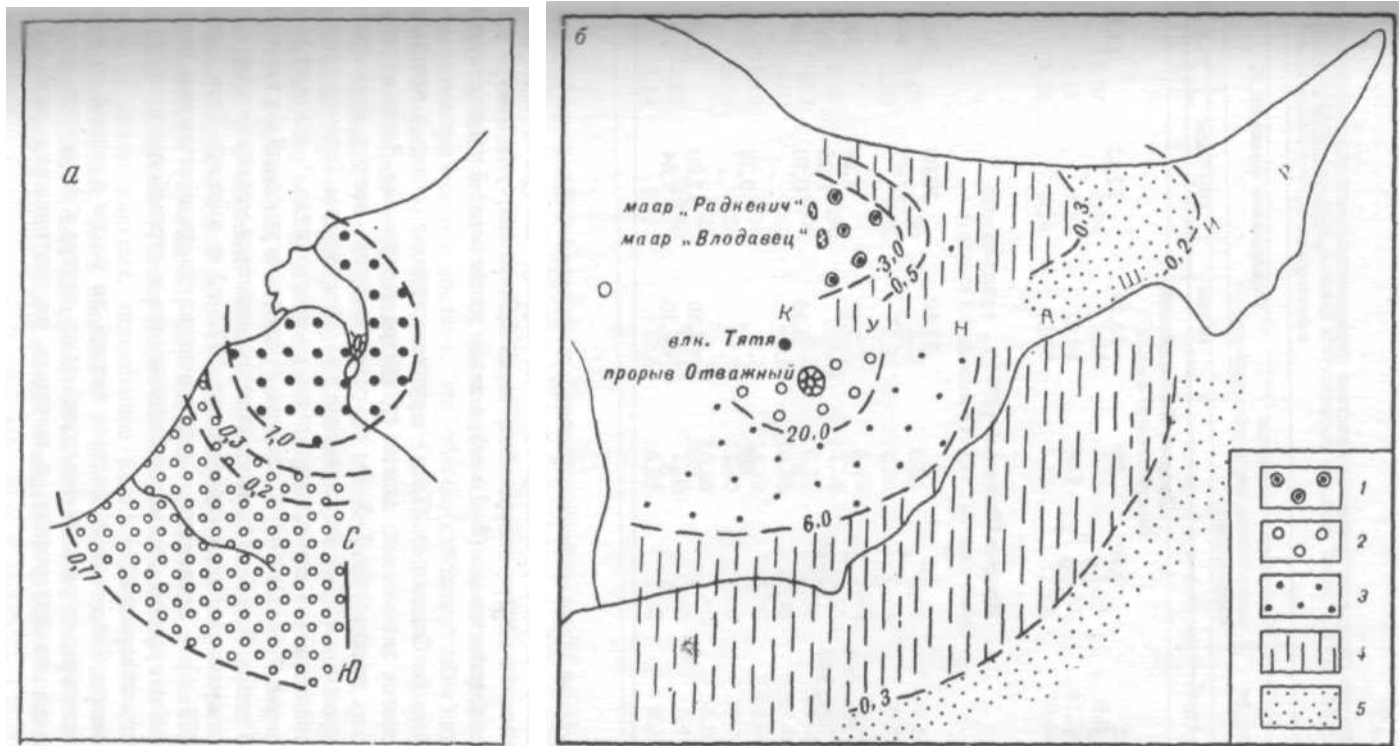 а
1,0
0,3
0,2
С
0,17
Ю
б
маар „Радкевич"
маар „Влодавец"
3,0
0,5
0,3
0,2
К У Н А Ш И Р
влк. Тятя
прорыв Отважный
20,0
6,0
0,3
1
2
3
4
5